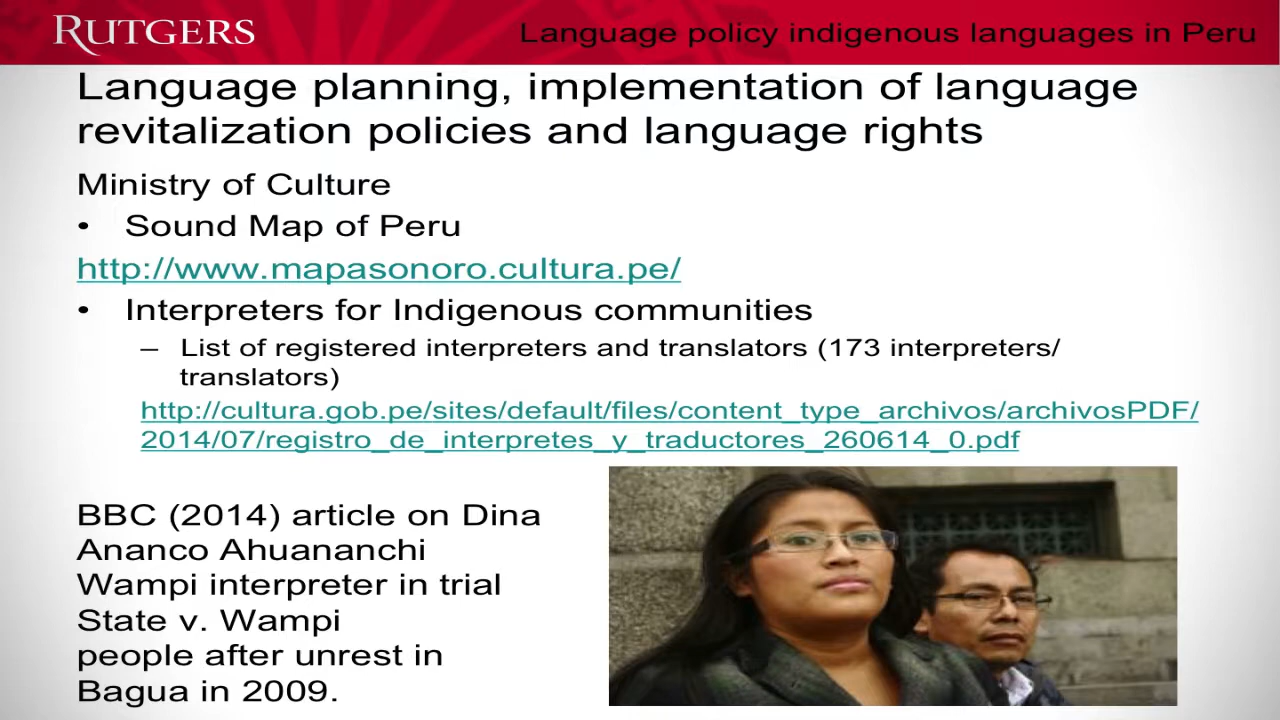 RUTGERS
Language policy indigenous languages in Peru
Language planning, implementation of language
revitalization policies and language rights
Ministry of Culture
• Sound Map of Peru
http://www.mapasonoro.cultura.pe/
• Interpreters for Indigenous communities
– List of registered interpreters and translators (173 interpreters/
translators)
http://cultura.gob.pe/sites/default/files/content_type_archivos/archivosPDF/
2014/07/registro_de_interpretes_y_traductores_260614_0.pdf
BBC (2014) article on Dina
Ananco Ahuananchi
Wampi interpreter in trial
State v. Wampi
people after unrest in
Bagua in 2009.